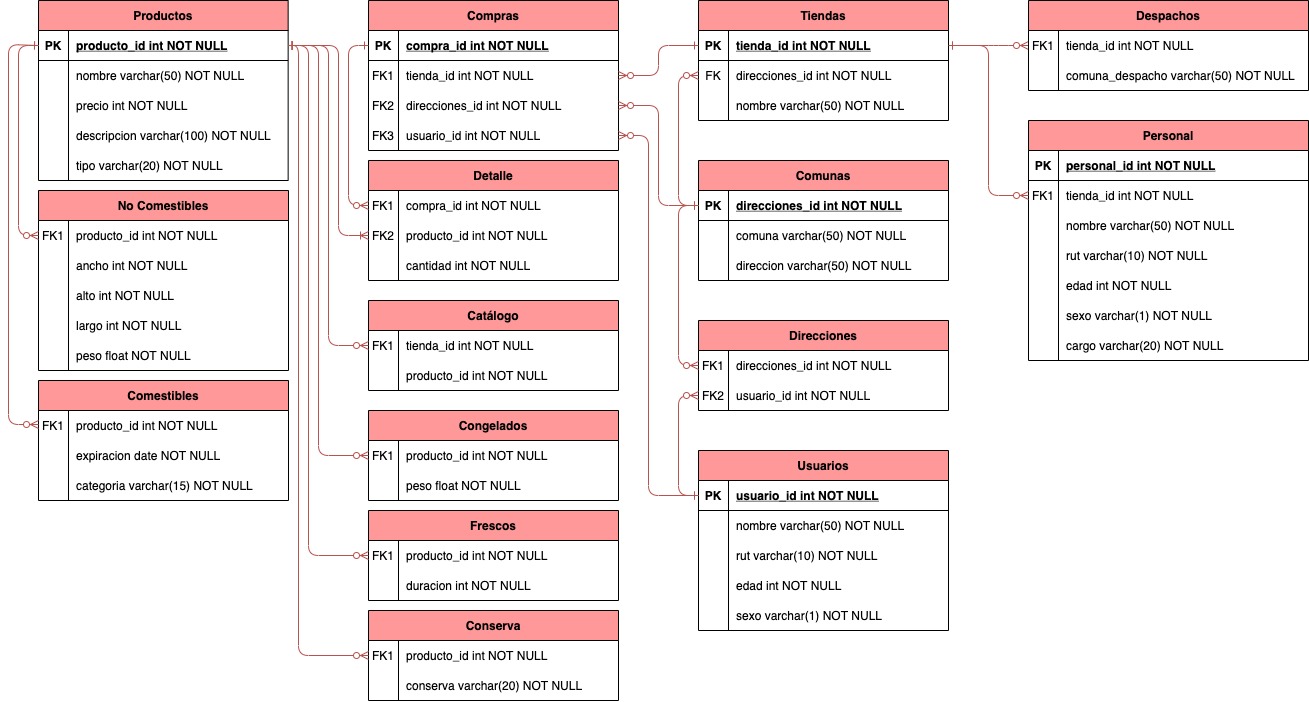 Productos
PK producto_id int NOT NULL
nombre varchar(50) NOT NULL
precio int NOT NULL
descripcion varchar(100) NOT NULL
tipo varchar(20) NOT NULL
No Comestibles
FK1 producto_id int NOT NULL
ancho int NOT NULL
alto int NOT NULL
largo int NOT NULL
peso float NOT NULL
Comestibles
FK1 producto_id int NOT NULL
expiracion date NOT NULL
categoria varchar(15) NOT NULL
Compras
PK compra_id int NOT NULL
FK1 tienda_id int NOT NULL
FK2 direcciones_id int NOT NULL
FK3 usuario_id int NOT NULL
Detalle
FK1 compra_id int NOT NULL
FK2 producto_id int NOT NULL
cantidad int NOT NULL
Catálogo
FK1 tienda_id int NOT NULL
producto_id int NOT NULL
Congelados
FK1 producto_id int NOT NULL
peso float NOT NULL
Frescos
FK1 producto_id int NOT NULL
duracion int NOT NULL
Conserva
FK1 producto_id int NOT NULL
conserva varchar(20) NOT NULL
Tiendas
PK tienda_id int NOT NULL
FK direcciones_id int NOT NULL
nombre varchar(50) NOT NULL
Comunas
PK direcciones_id int NOT NULL
comuna varchar(50) NOT NULL
direccion varchar(50) NOT NULL
Direcciones
FK1 direcciones_id int NOT NULL
FK2 usuario_id int NOT NULL
Usuarios
PK usuario_id int NOT NULL
nombre varchar(50) NOT NULL
rut varchar(10) NOT NULL
edad int NOT NULL
sexo varchar(1) NOT NULL
Despachos
FK1 tienda_id int NOT NULL
comuna_despacho varchar(50) NOT NULL
Personal
PK personal_id int NOT NULL
FK1 tienda_id int NOT NULL
nombre varchar(50) NOT NULL
rut varchar(10) NOT NULL
edad int NOT NULL
sexo varchar(1) NOT NULL
cargo varchar(20) NOT NULL